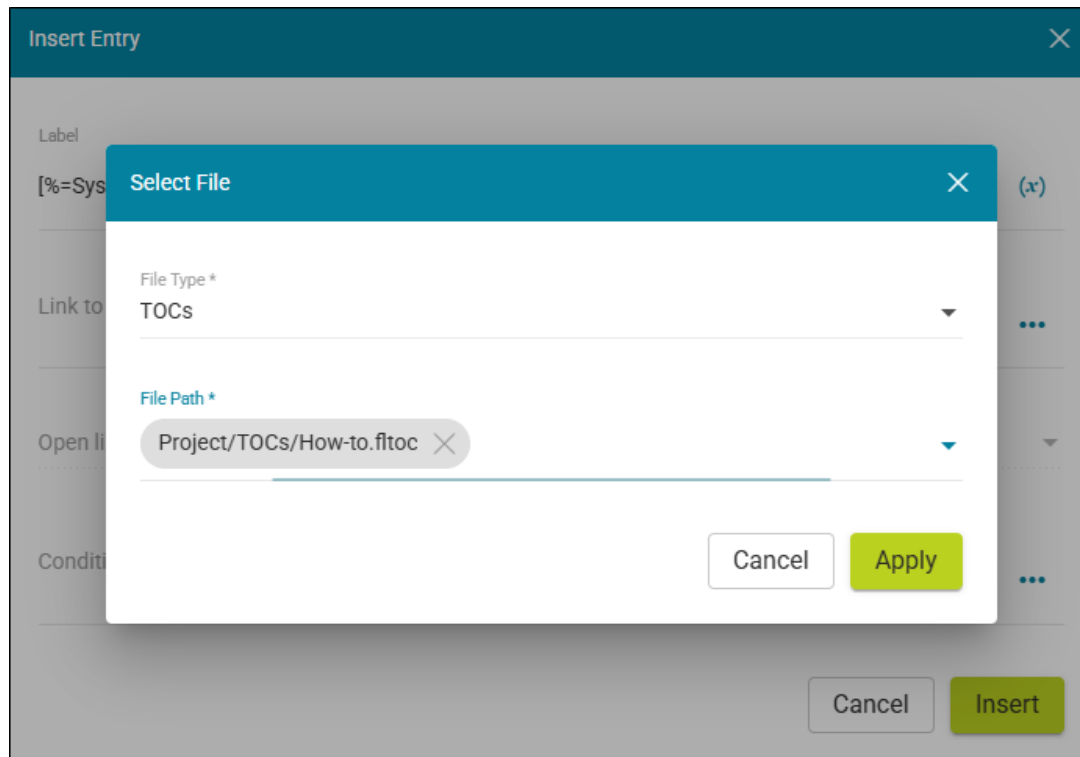 Insert Entry
Label
[%=Sys
(x)
Select File
File Type *
TOCs
Link to
File Path *
Project/TOCs/How-to.fltoc
Open li
Cancel
Apply
Conditi
Cancel
Insert